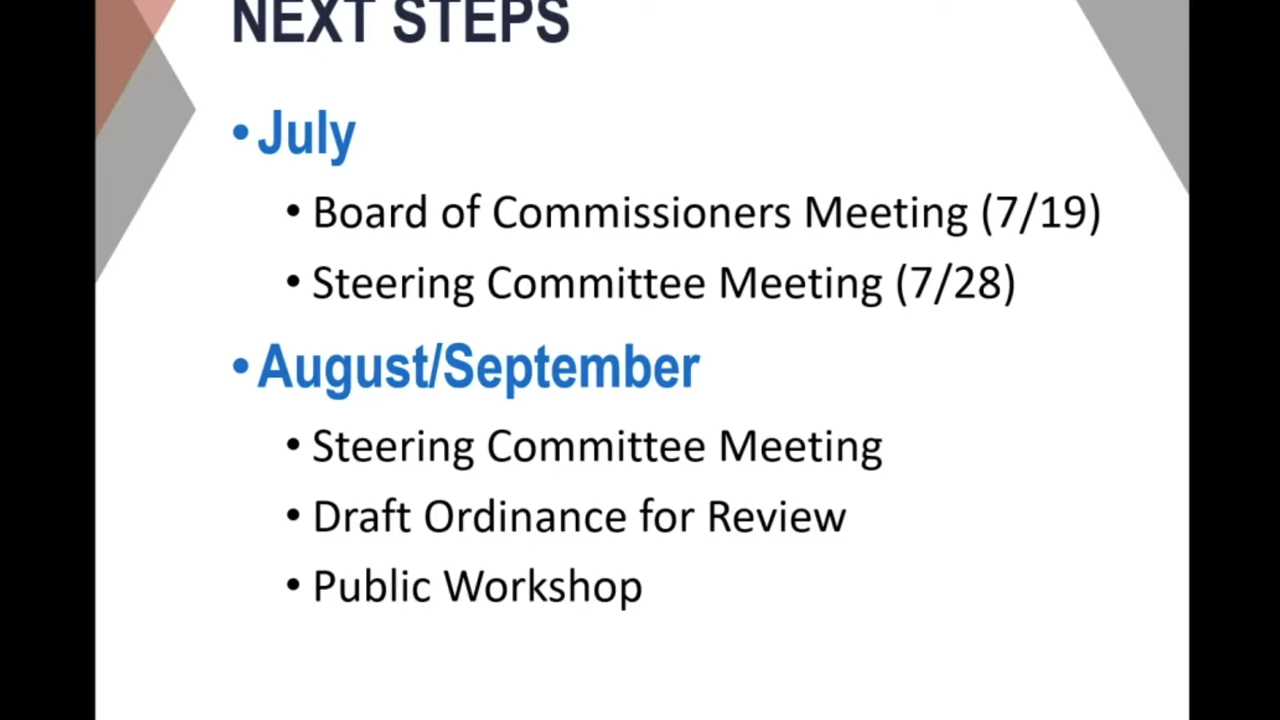 NEXT STEPS
• July
• Board of Commissioners Meeting (7/19)
• Steering Committee Meeting (7/28)
• August/September
• Steering Committee Meeting
• Draft Ordinance for Review
• Public Workshop